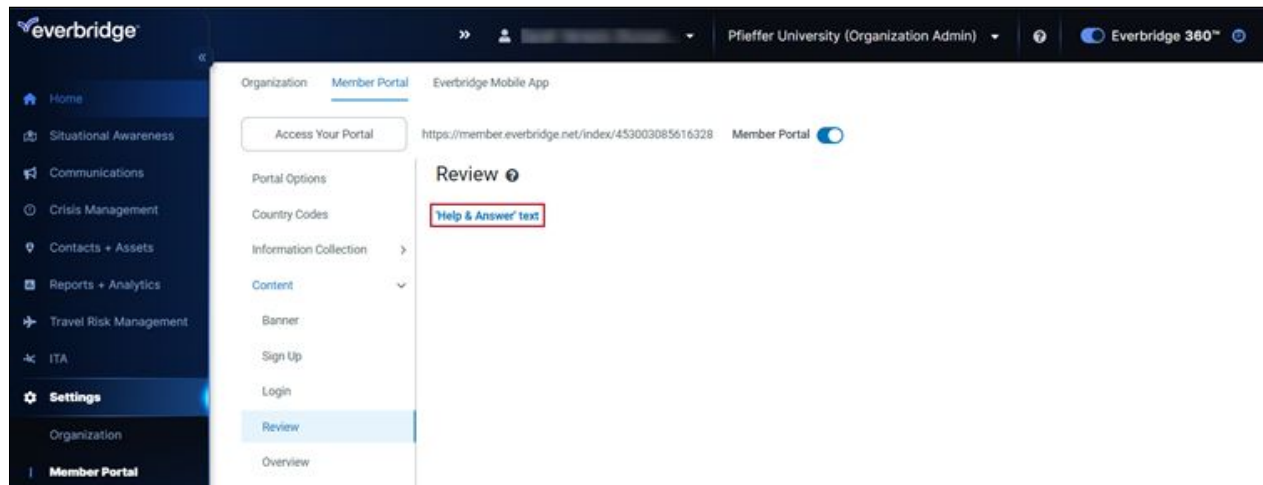 everbridge
« 
» Pfieffer University (Organization Admin) Everbridge 360™
Home
Situational Awareness
Communications
Crisis Management
Contacts + Assets
Reports + Analytics
Travel Risk Management
ITA
Settings
Organization
Member Portal
Organization Member Portal Everbridge Mobile App
Access Your Portal https://member.everbridge.net/index/453003085616328 Member Portal
Portal Options
Country Codes
Information Collection >
Content
Banner
Sign Up
Login
Review
Overview
Review
'Help & Answer' text